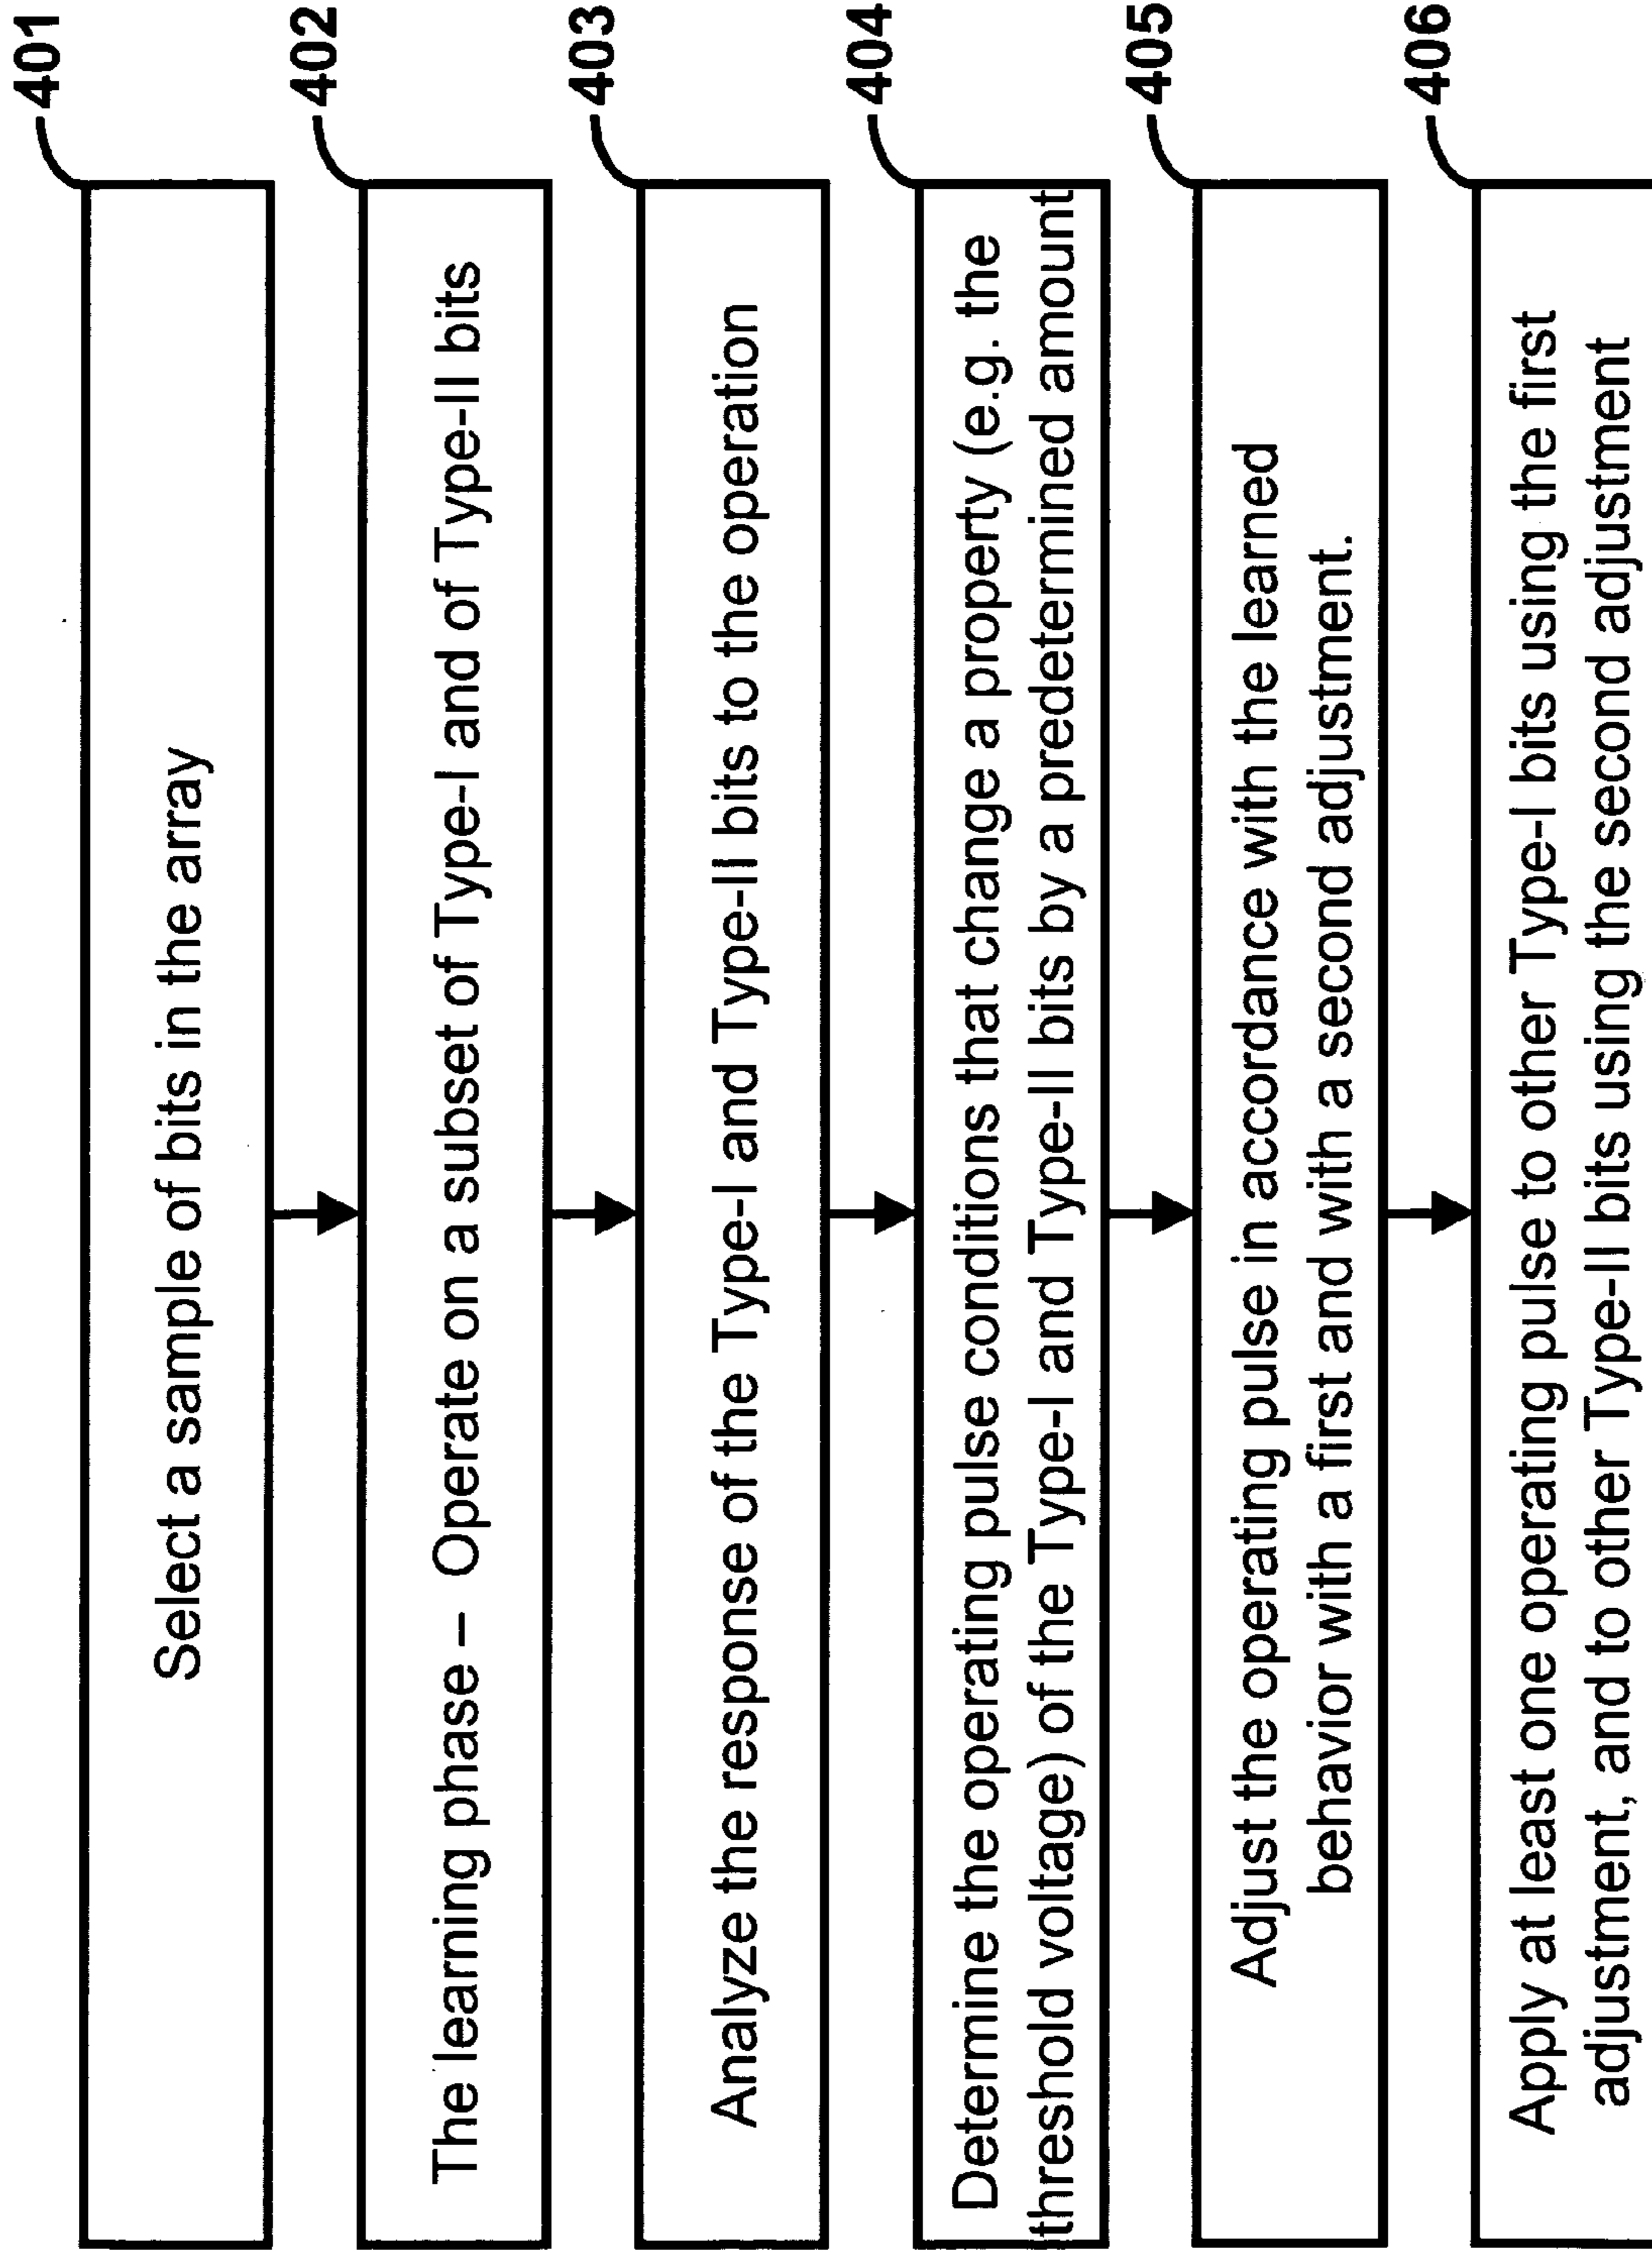 401
Select a sample of bits in the array
402
The learning phase – Operate on a subset of Type-I and of Type-II bits
403
Analyze the response of the Type-I and Type-II bits to the operation
404
Determine the operating pulse conditions that change a property (e.g. the
threshold voltage) of the Type-I and Type-II bits by a predetermined amount
405
Adjust the operating pulse in accordance with the learned
behavior with a first and with a second adjustment.
406
Apply at least one operating pulse to other Type-I bits using the first
adjustment, and to other Type-II bits using the second adjustment